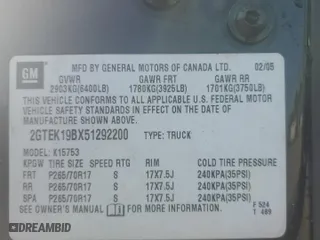 GM
MFD BY GENERAL MOTORS OF CANADA LTD. 02/05
GVWR GAWR FRT GAWR RR
2903KG(6400LB) 1780KG(3925LB) 1701KG(3750LB)
THIS VEHICLE CONFORMS TO ALL APPLICABLE U.S. FEDERAL MOTOR
VEHICLE SAFETY STANDARDS IN EFFECT ON THE DATE OF
MANUFACTURE SHOWN ABOVE.
2GTEK19BX51292200 TYPE: TRUCK
MODEL: K15753
TIRE SIZE SPEED RTG RIM COLD TIRE PRESSURE
FRT P265/70R17 S 17X7.5J 240KPA(35PSI)
RR P265/70R17 S 17X7.5J 240KPA(35PSI)
SPA P265/70R17 S 17X7.5J 240KPA(35PSI)
SEE OWNER'S MANUAL FOR ADDITIONAL INFORMATION.
F 524
T 489